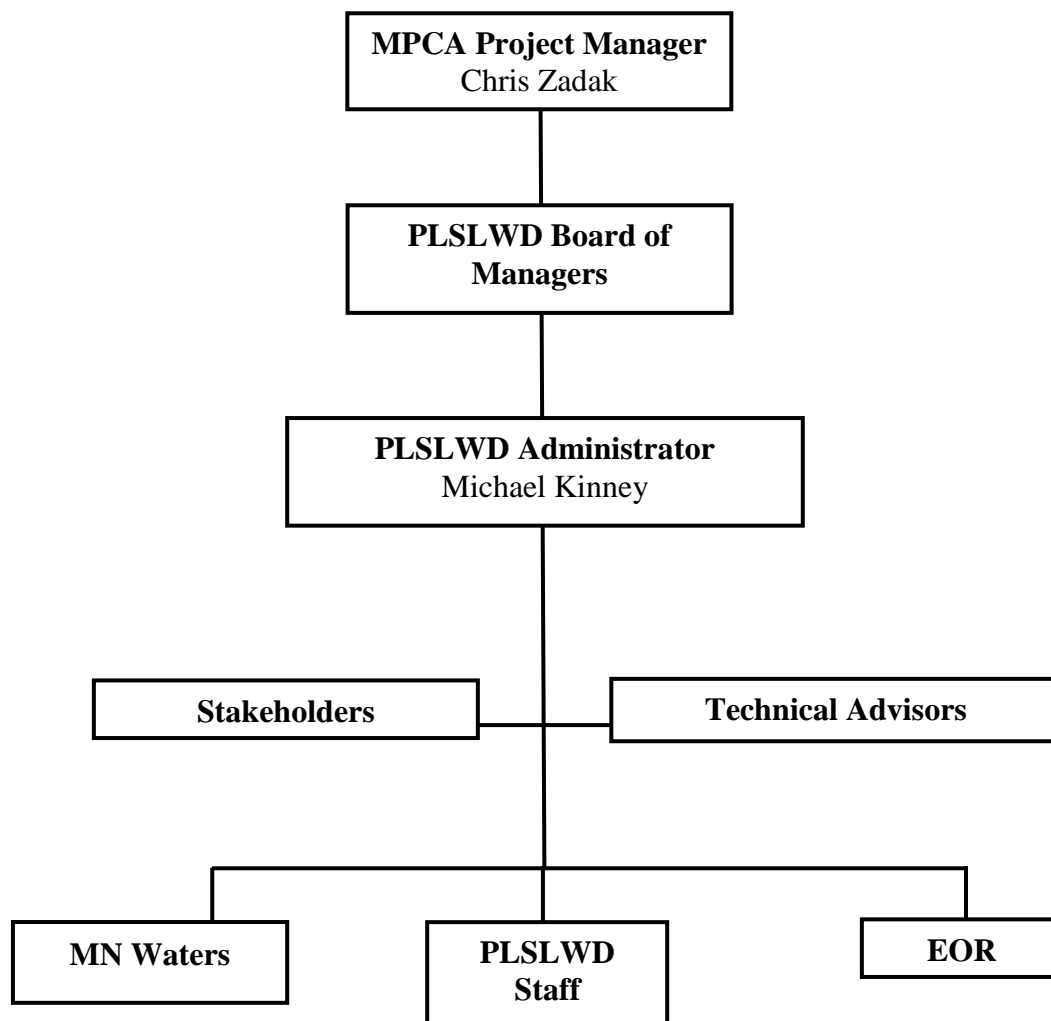 MPCA Project Manager
Chris Zadak
PLSLWD Board of
Managers
PLSLWD Administrator
Michael Kinney
Stakeholders
Technical Advisors
MN Waters
PLSLWD
Staff
EOR